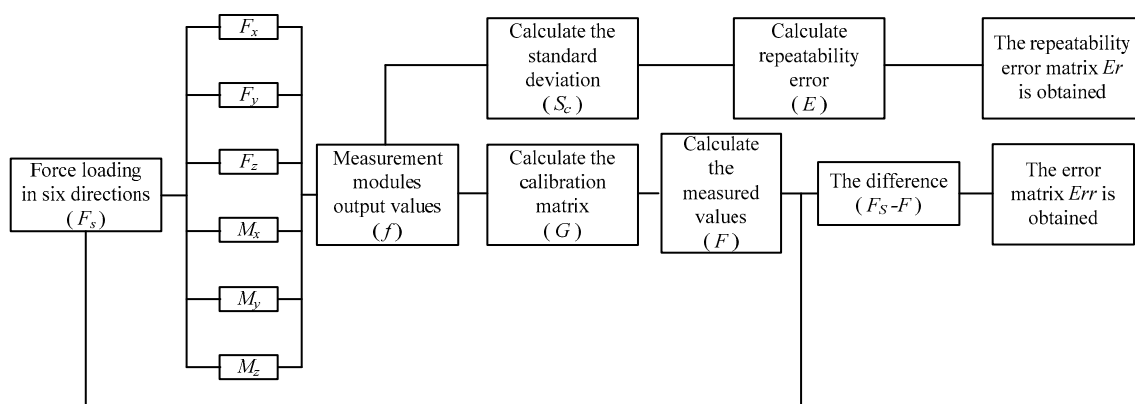 Force loading
in six directions
( Fs )
Fx
Fy
Fz
Mx
My
Mz
Measurement
modules
output values
( f )
Calculate the
standard
deviation
( Sc )
Calculate
repeatability
error
( E )
The repeatability
error matrix Er
is obtained
Calculate the
calibration
matrix
( G )
Calculate
the
measured
values
( F )
The difference
( FS -F )
The error
matrix Err is
obtained